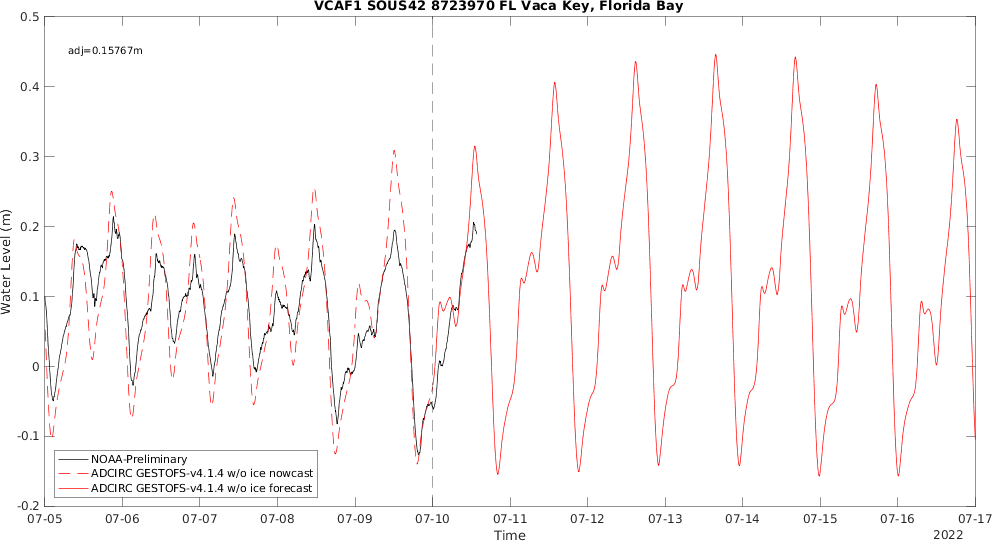 VCAF1 SOUS42 8723970 FL Vaca Key, Florida Bay
adj=0.15767m
Water Level (m)
0.5
0.4
0.3
0.2
0.1
0
-0.1
-0.2
NOAA-Preliminary
ADCIRC GESTOFS-v4.1.4 w/o ice nowcast
ADCIRC GESTOFS-v4.1.4 w/o ice forecast
07-05 07-06 07-07 07-08 07-09 07-10 07-11 07-12 07-13 07-14 07-15 07-16 07-17
Time
2022